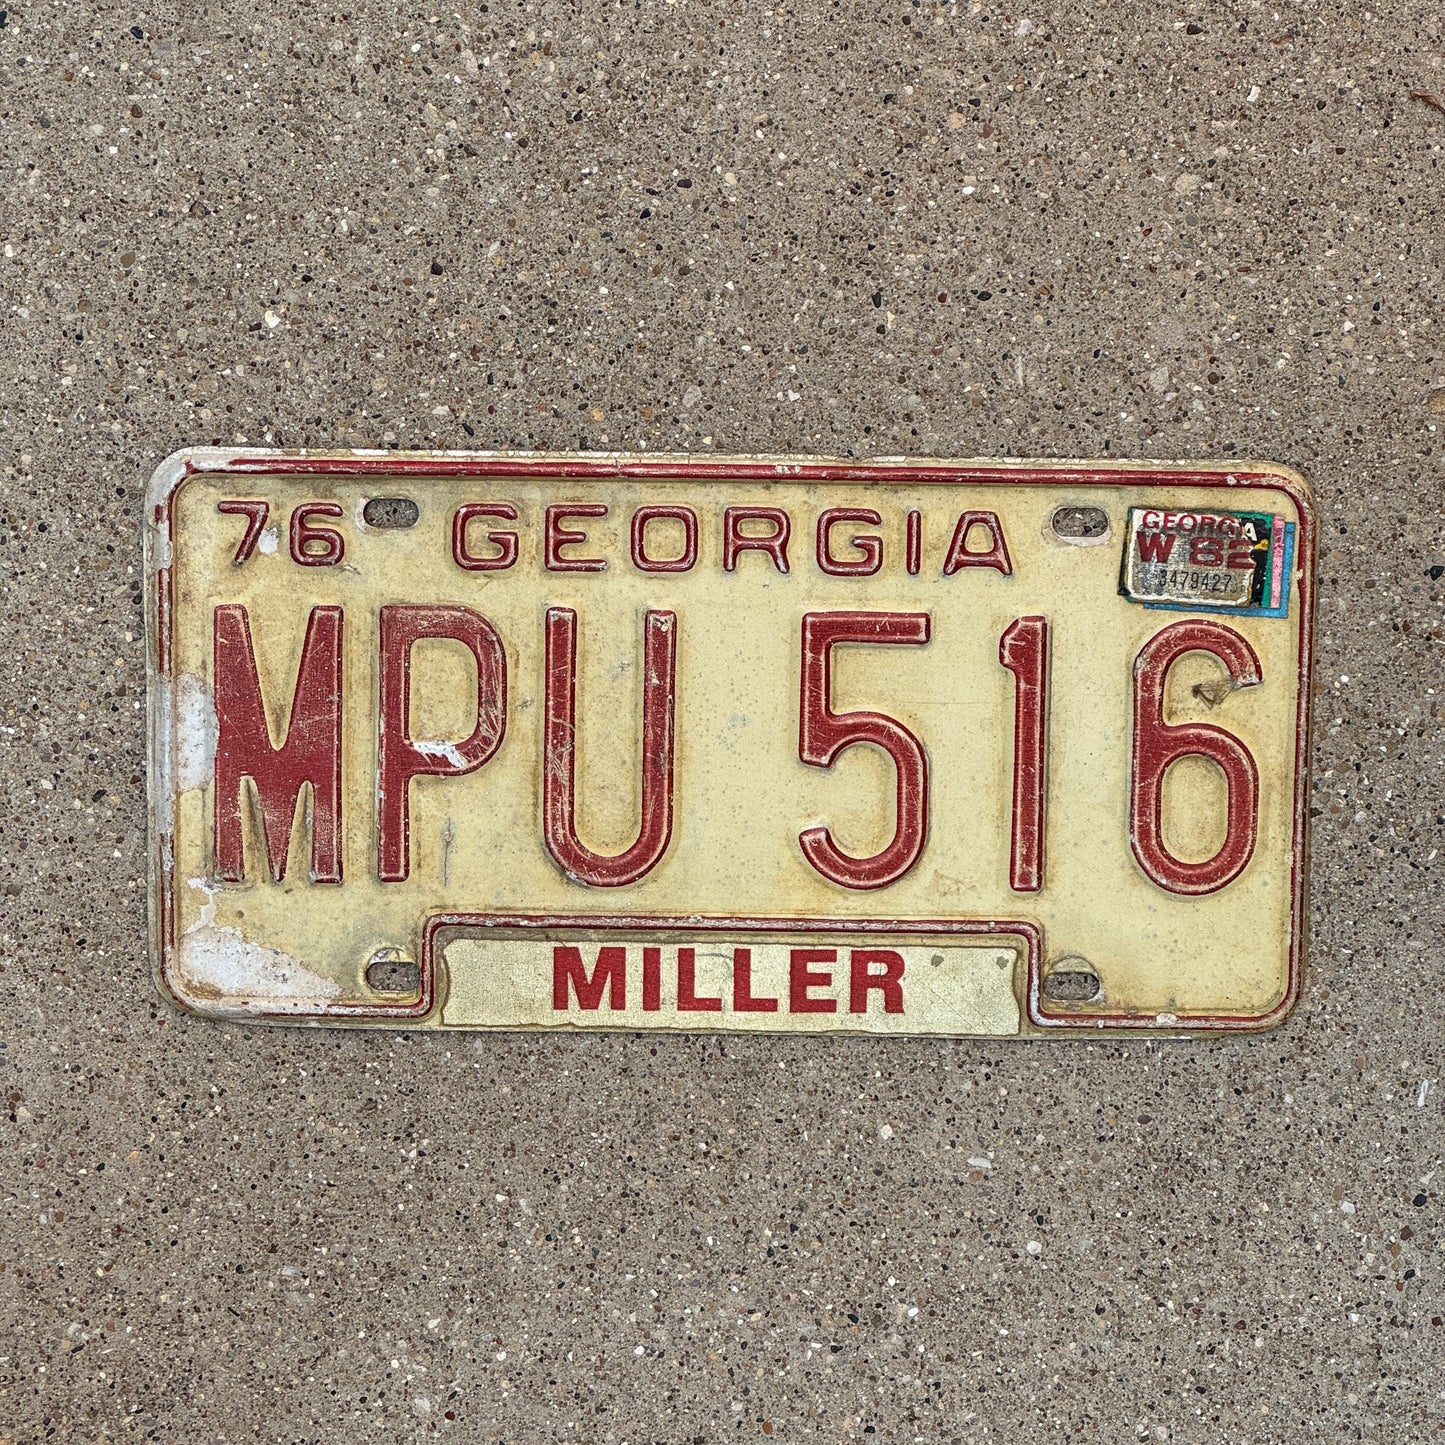 76 GEORGIA
GEORGIA
W 82
3479427
MPU 516
MILLER